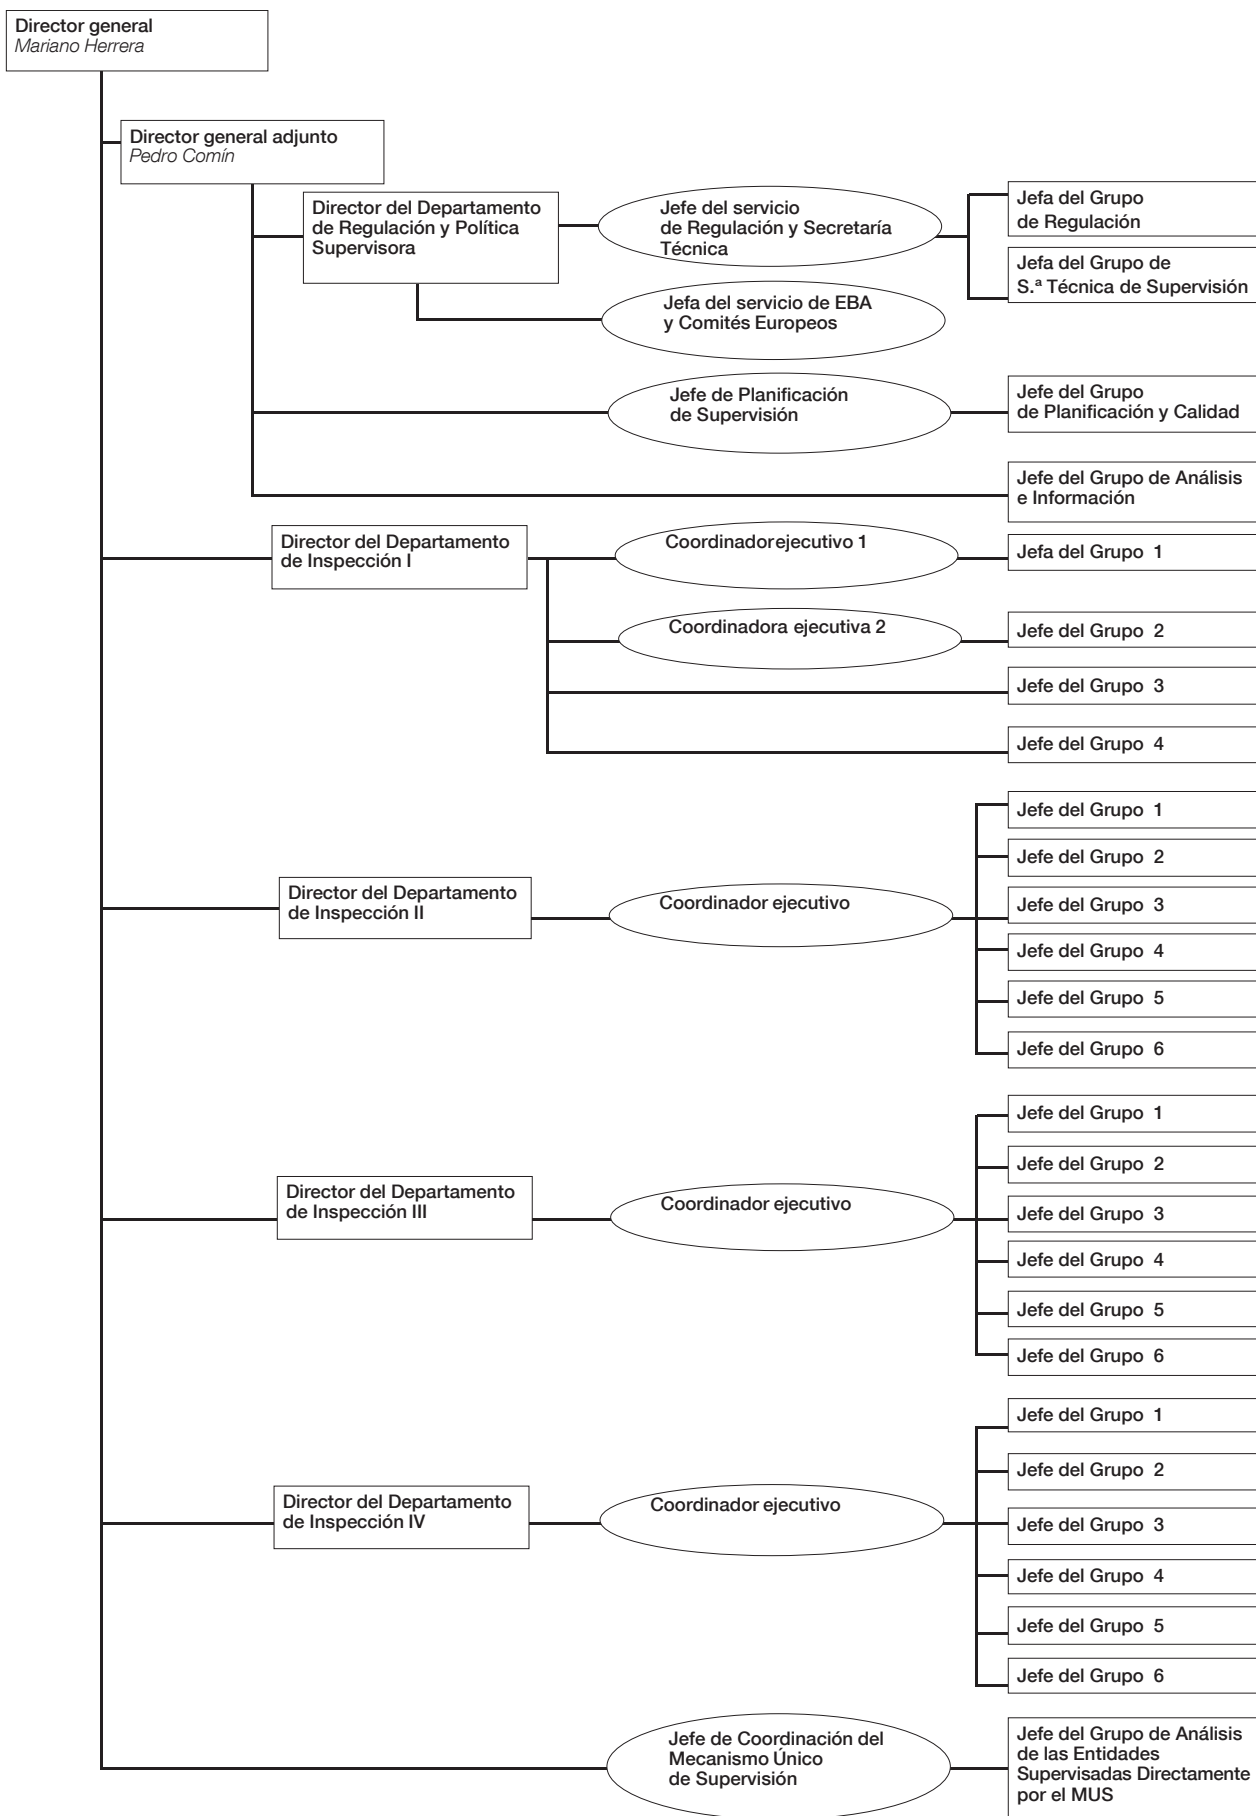 Director general
Mariano Herrera
Director general adjunto
Pedro Comín
Director del Departamento
de Regulación y Política
Supervisora
Jefe del servicio
de Regulación y Secretaría
Técnica
Jefa del Grupo
de Regulación
Jefa del Grupo de
S.ª Técnica de Supervisión
Jefa del servicio de EBA
y Comités Europeos
Jefe de Planificación
de Supervisión
Jefe del Grupo
de Planificación y Calidad
Jefe del Grupo de Análisis
e Información
Director del Departamento
de Inspección I
Coordinadorejecutivo 1
Jefa del Grupo 1
Coordinadora ejecutiva 2
Jefe del Grupo 2
Jefe del Grupo 3
Jefe del Grupo 4
Director del Departamento
de Inspección II
Coordinador ejecutivo
Jefe del Grupo 1
Jefe del Grupo 2
Jefe del Grupo 3
Jefe del Grupo 4
Jefe del Grupo 5
Jefe del Grupo 6
Director del Departamento
de Inspección III
Coordinador ejecutivo
Jefe del Grupo 1
Jefe del Grupo 2
Jefe del Grupo 3
Jefe del Grupo 4
Jefe del Grupo 5
Jefe del Grupo 6
Director del Departamento
de Inspección IV
Coordinador ejecutivo
Jefe del Grupo 1
Jefe del Grupo 2
Jefe del Grupo 3
Jefe del Grupo 4
Jefe del Grupo 5
Jefe del Grupo 6
Jefe de Coordinación del
Mecanismo Único
de Supervisión
Jefe del Grupo de Análisis
de las Entidades
Supervisadas Directamente
por el MUS